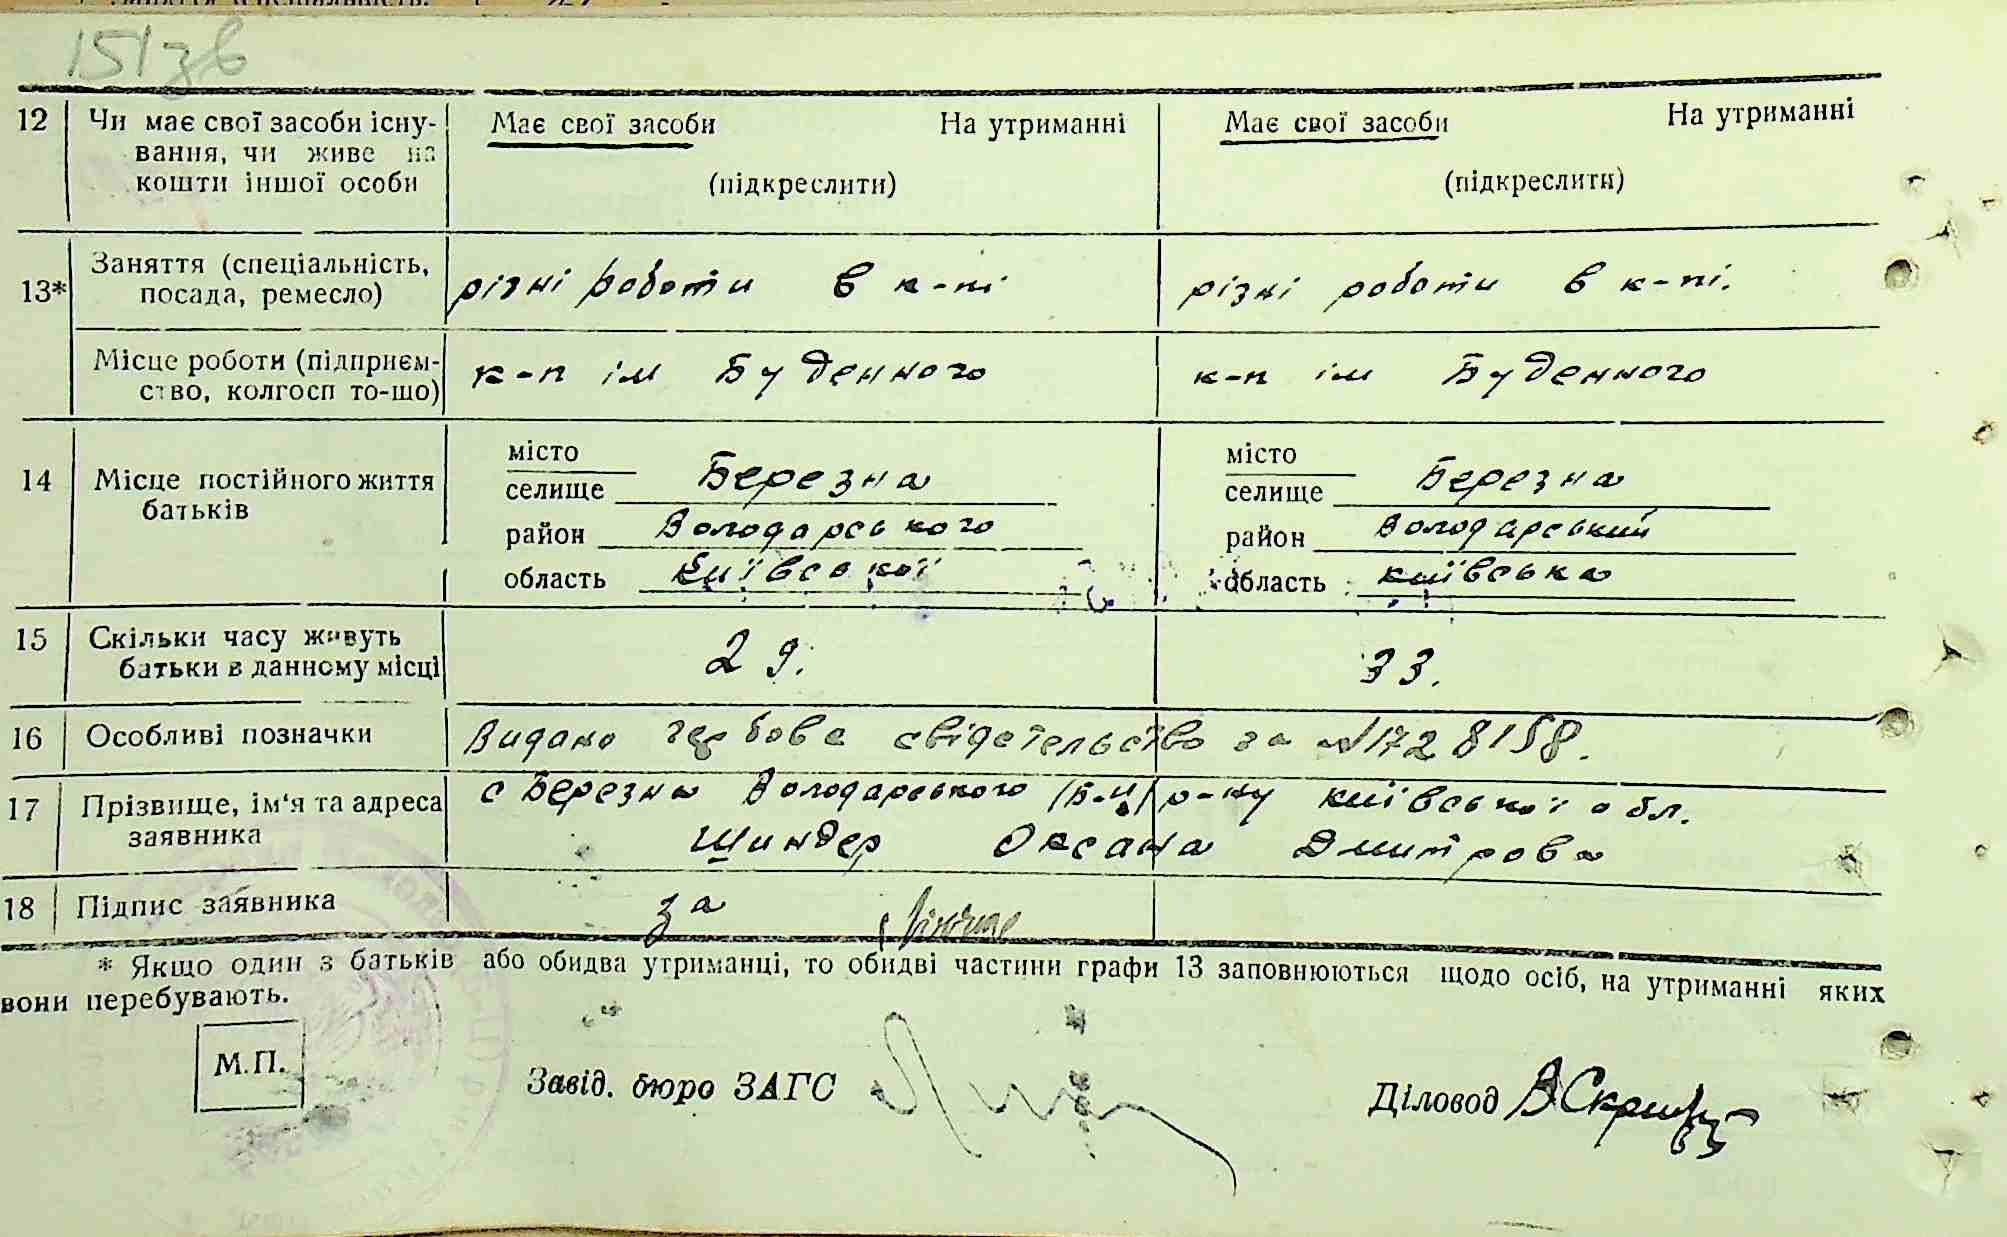 151 зв
12 Чи має свої засоби існу- Має свої засоби На утриманні Має свої засоби На утриманні
вання, чи живе на
кошти іншої особи (підкреслити) (підкреслити)
13* Заняття (спеціальність,
посада, ремесло) різні роботи в к-пі різні роботи в к-пі.
Місце роботи (підприєм-
ство, колгосп то-що) к-п ім Буденного к-п ім Буденного
14 Місце постійного життя
батьків
місто місто
селище Березна селище Березна
район Володарського район Володарський
область Київської область київська
15 Скільки часу живуть
батьки в данному місці 29. 33.
16 Особливі позначки Видано гербове свідетельство за №1728158.
17 Прізвище, ім'я та адреса с Березна Володарського (Б-Ц) р-ну київської обл.
заявника Шиндер Оксана Дмитрова
18 Підпис заявника за
* Якщо один з батьків або обидва утриманці, то обидві частини графи 13 заповнюються щодо осіб, на утриманні яких
вони перебувають.
М.П.
Завід. бюро ЗАГС Діловод